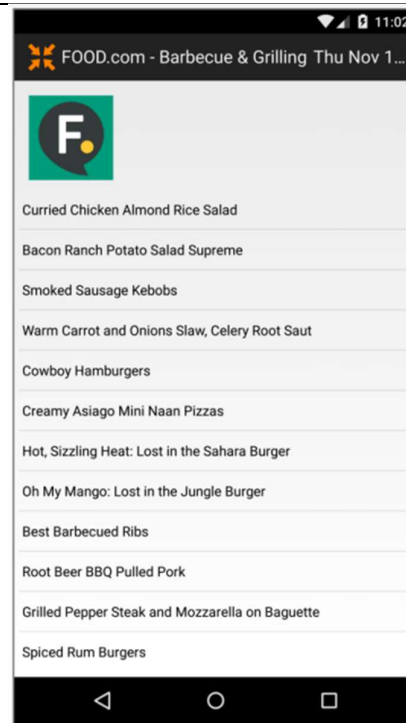 11:02
FOOD.com - Barbecue & Grilling Thu Nov 1...
F.
Curried Chicken Almond Rice Salad
Bacon Ranch Potato Salad Supreme
Smoked Sausage Kebobs
Warm Carrot and Onions Slaw, Celery Root Saut
Cowboy Hamburgers
Creamy Asiago Mini Naan Pizzas
Hot, Sizzling Heat: Lost in the Sahara Burger
Oh My Mango: Lost in the Jungle Burger
Best Barbecued Ribs
Root Beer BBQ Pulled Pork
Grilled Pepper Steak and Mozzarella on Baguette
Spiced Rum Burgers